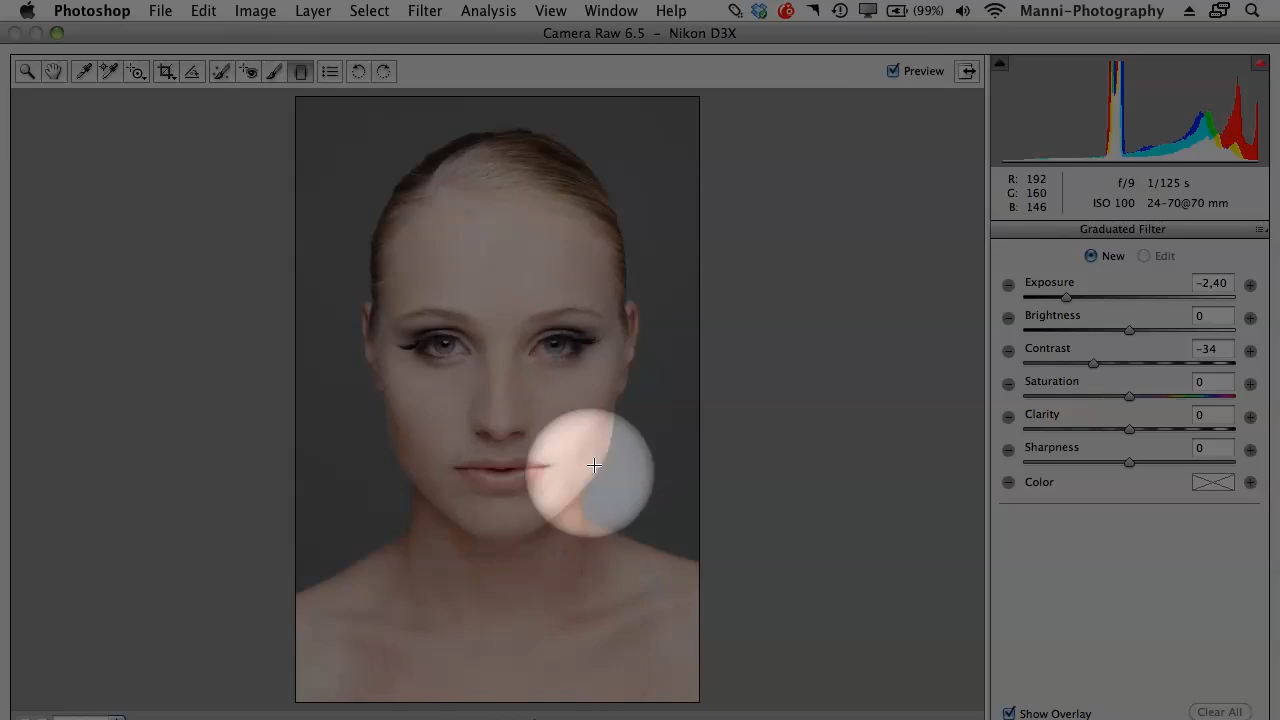 Photoshop File Edit Image Layer Select Filter Analysis View Window Help (99%) Manni-Photography
Camera Raw 6.5 - Nikon D3X
Preview
R: 192
G: 160
B: 146
f/9 1/125 s
ISO 100 24-70@70 mm
Graduated Filter
New Edit
Exposure -2,40
Brightness 0
Contrast -34
Saturation 0
Clarity 0
Sharpness 0
Color
Show Overlay Clear All